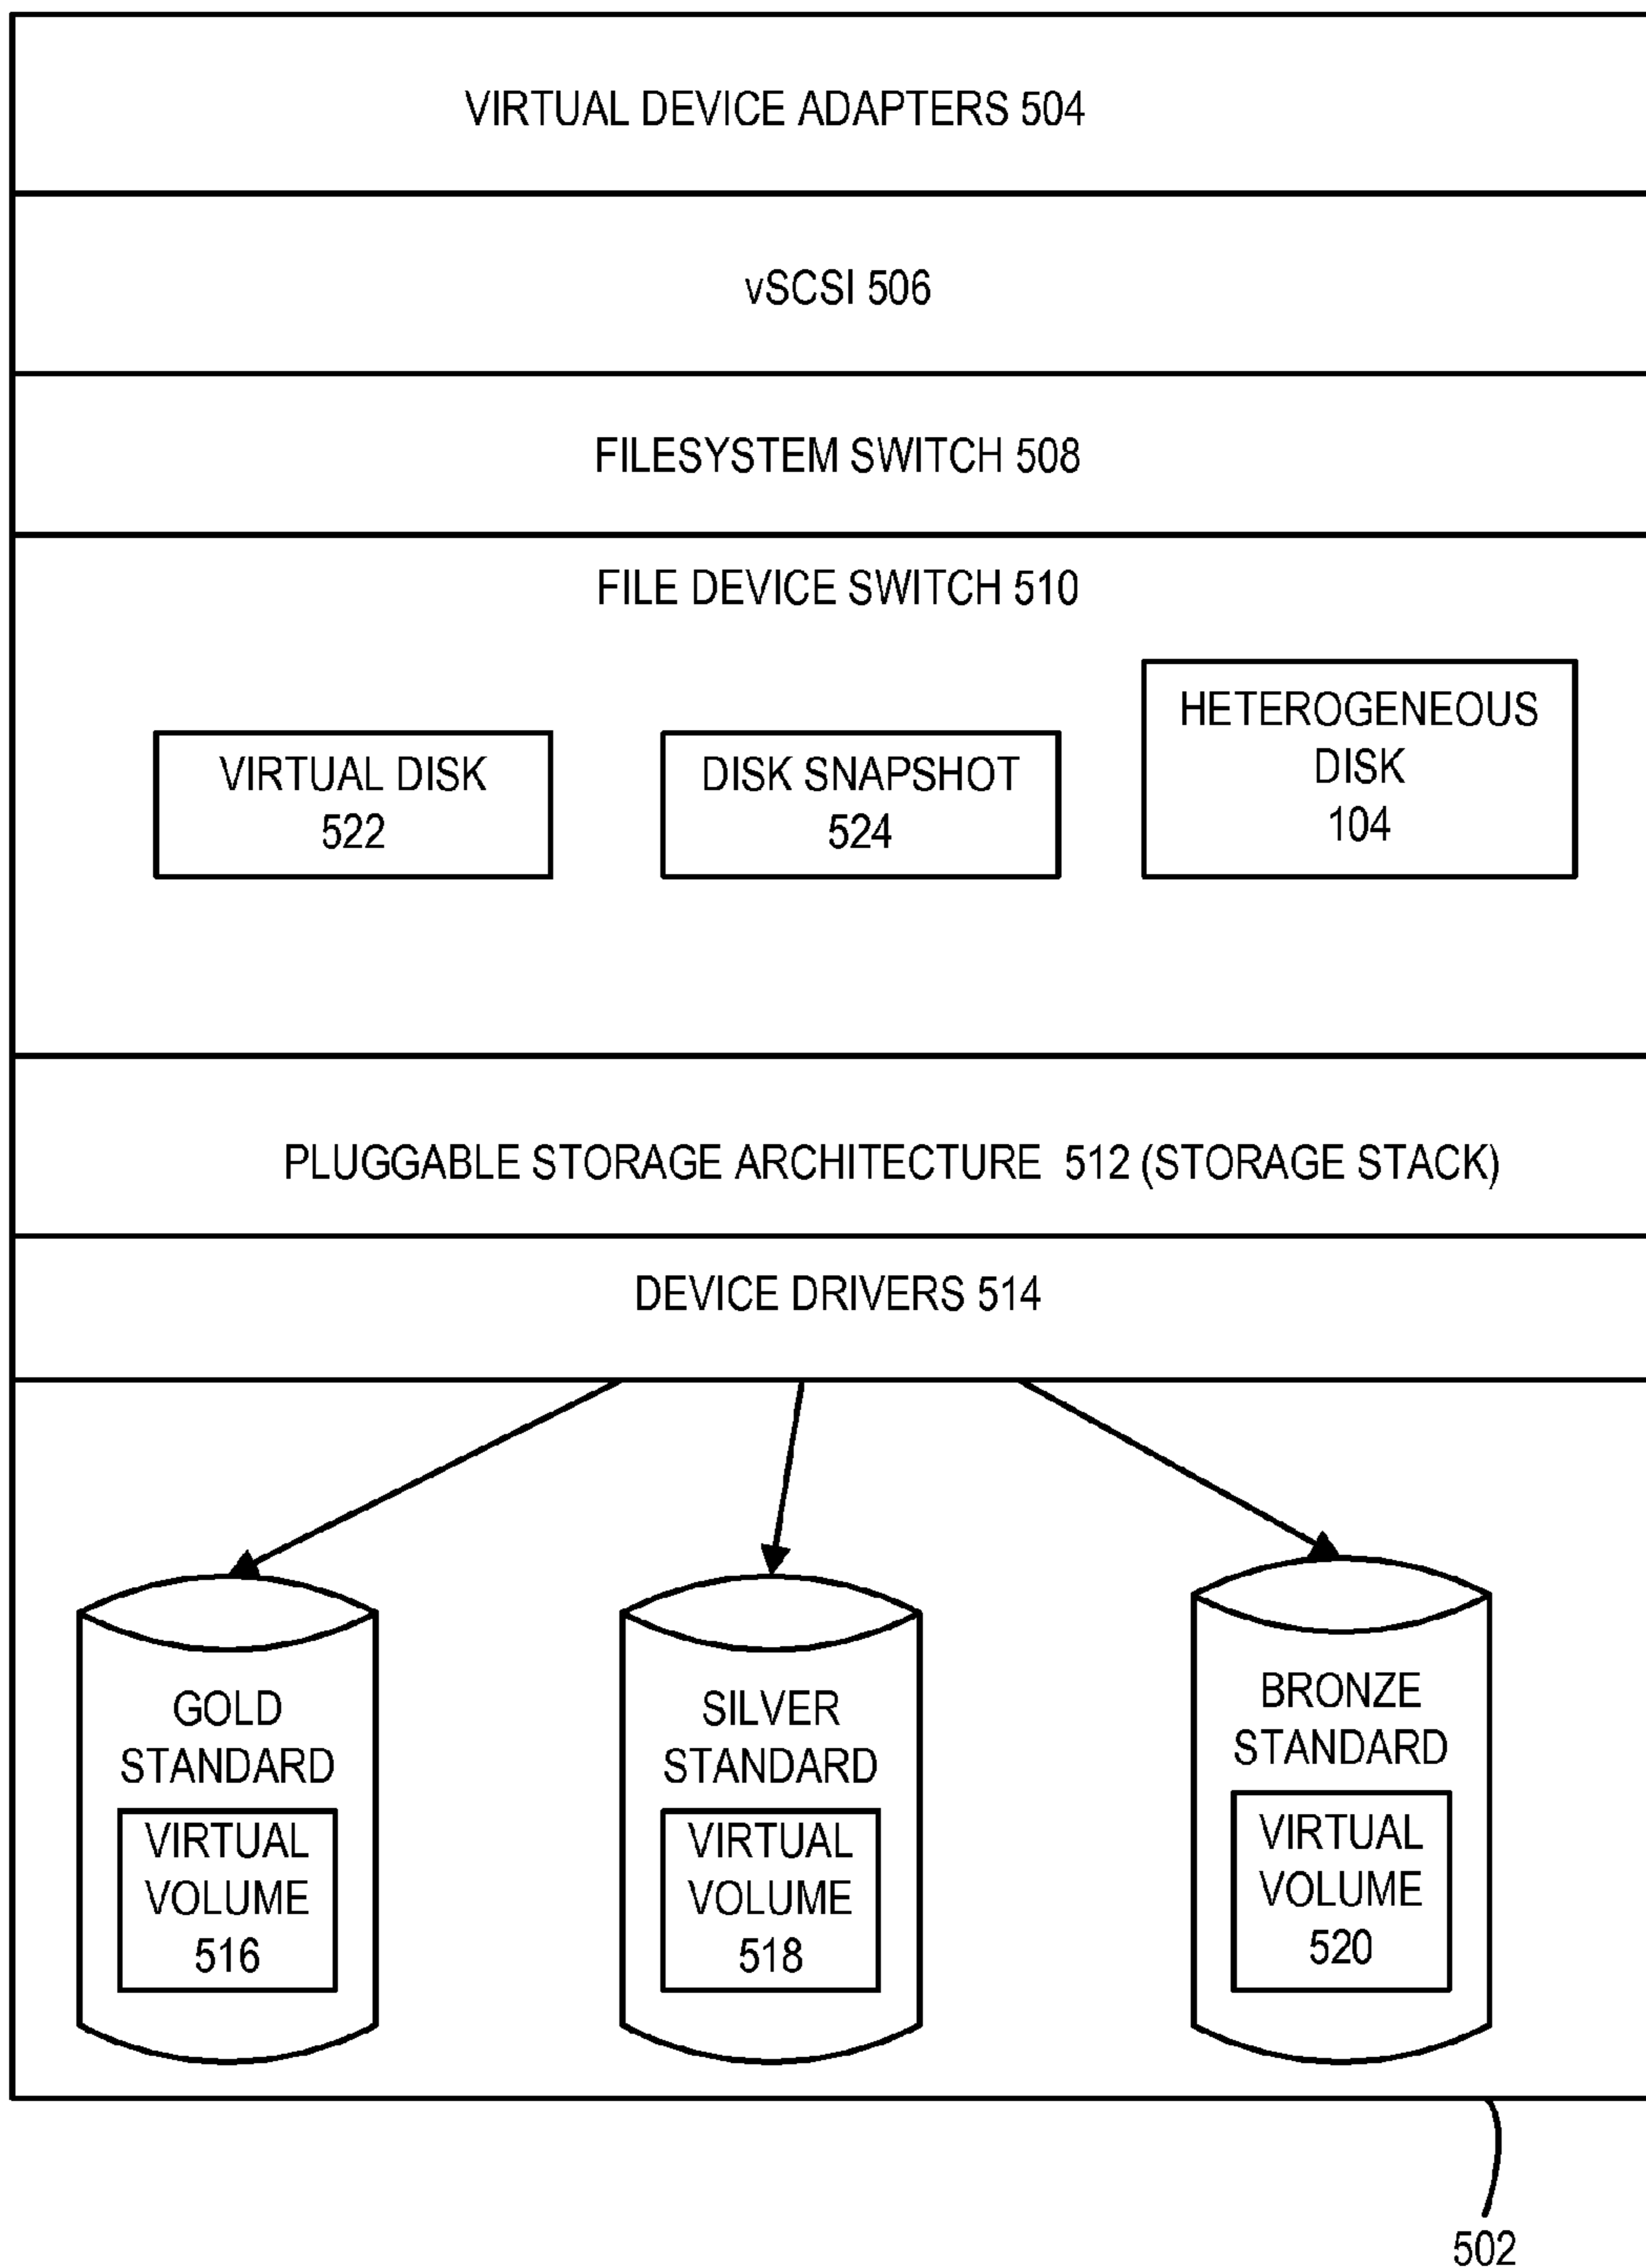 VIRTUAL DEVICE ADAPTERS 504
vSCSI 506
FILESYSTEM SWITCH 508
FILE DEVICE SWITCH 510
VIRTUAL DISK
522
DISK SNAPSHOT
524
HETEROGENEOUS
DISK
104
PLUGGABLE STORAGE ARCHITECTURE 512 (STORAGE STACK)
DEVICE DRIVERS 514
GOLD
STANDARD
VIRTUAL
VOLUME
516
SILVER
STANDARD
VIRTUAL
VOLUME
518
BRONZE
STANDARD
VIRTUAL
VOLUME
520
502